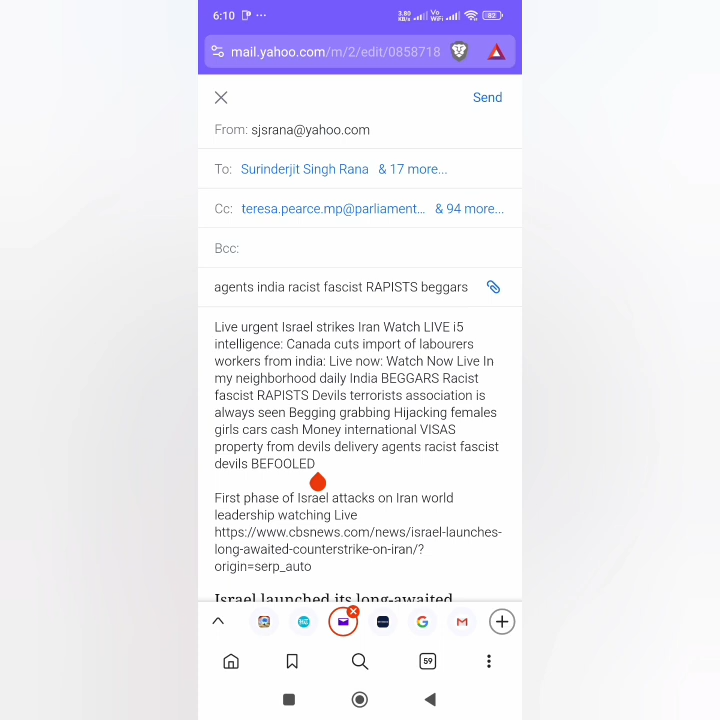 6:10
3.80
KB/s
Vo
WiFi
82
mail.yahoo.com/m/2/edit/0858718
Send
From: sjsrana@yahoo.com
To: Surinderjit Singh Rana & 17 more...
Cc: teresa.pearce.mp@parliament... & 94 more...
Bcc:
agents india racist fascist RAPISTS beggars
Live urgent Israel strikes Iran Watch LIVE i5
intelligence: Canada cuts import of labourers
workers from india: Live now: Watch Now Live In
my neighborhood daily India BEGGARS Racist
fascist RAPISTS Devils terrorists association is
always seen Begging grabbing Hijacking females
girls cars cash Money international VISAS
property from devils delivery agents racist fascist
devils BEFOOLED
First phase of Israel attacks on Iran world
leadership watching Live
https://www.cbsnews.com/news/israel-launches-
long-awaited-counterstrike-on-iran/?
origin=serp_auto
Israel launched its long-awaited
59